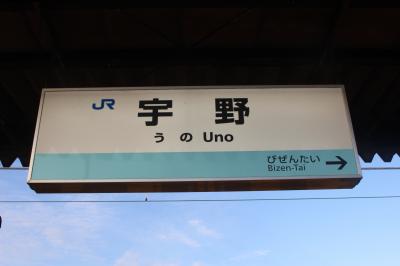 JR 宇野
うの Uno
びぜんたい →
Bizen-Tai